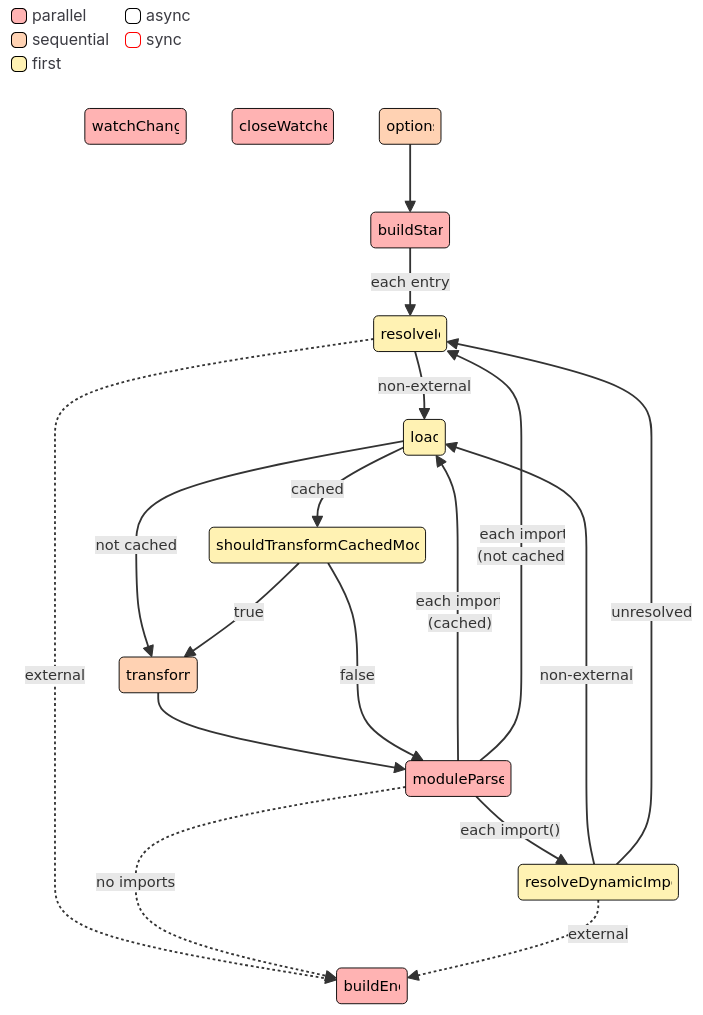 parallel
async
sequential
sync
first
watchChang
closeWatche
option
buildStar
each entry
resolveI
non-external
load
cached
not cached
shouldTransformCachedMod
each import
(not cached
each impor
(cached)
true
unresolved
external
transforr
false
non-external
moduleParse
each import()
no imports
resolveDynamicImp
external
buildEn